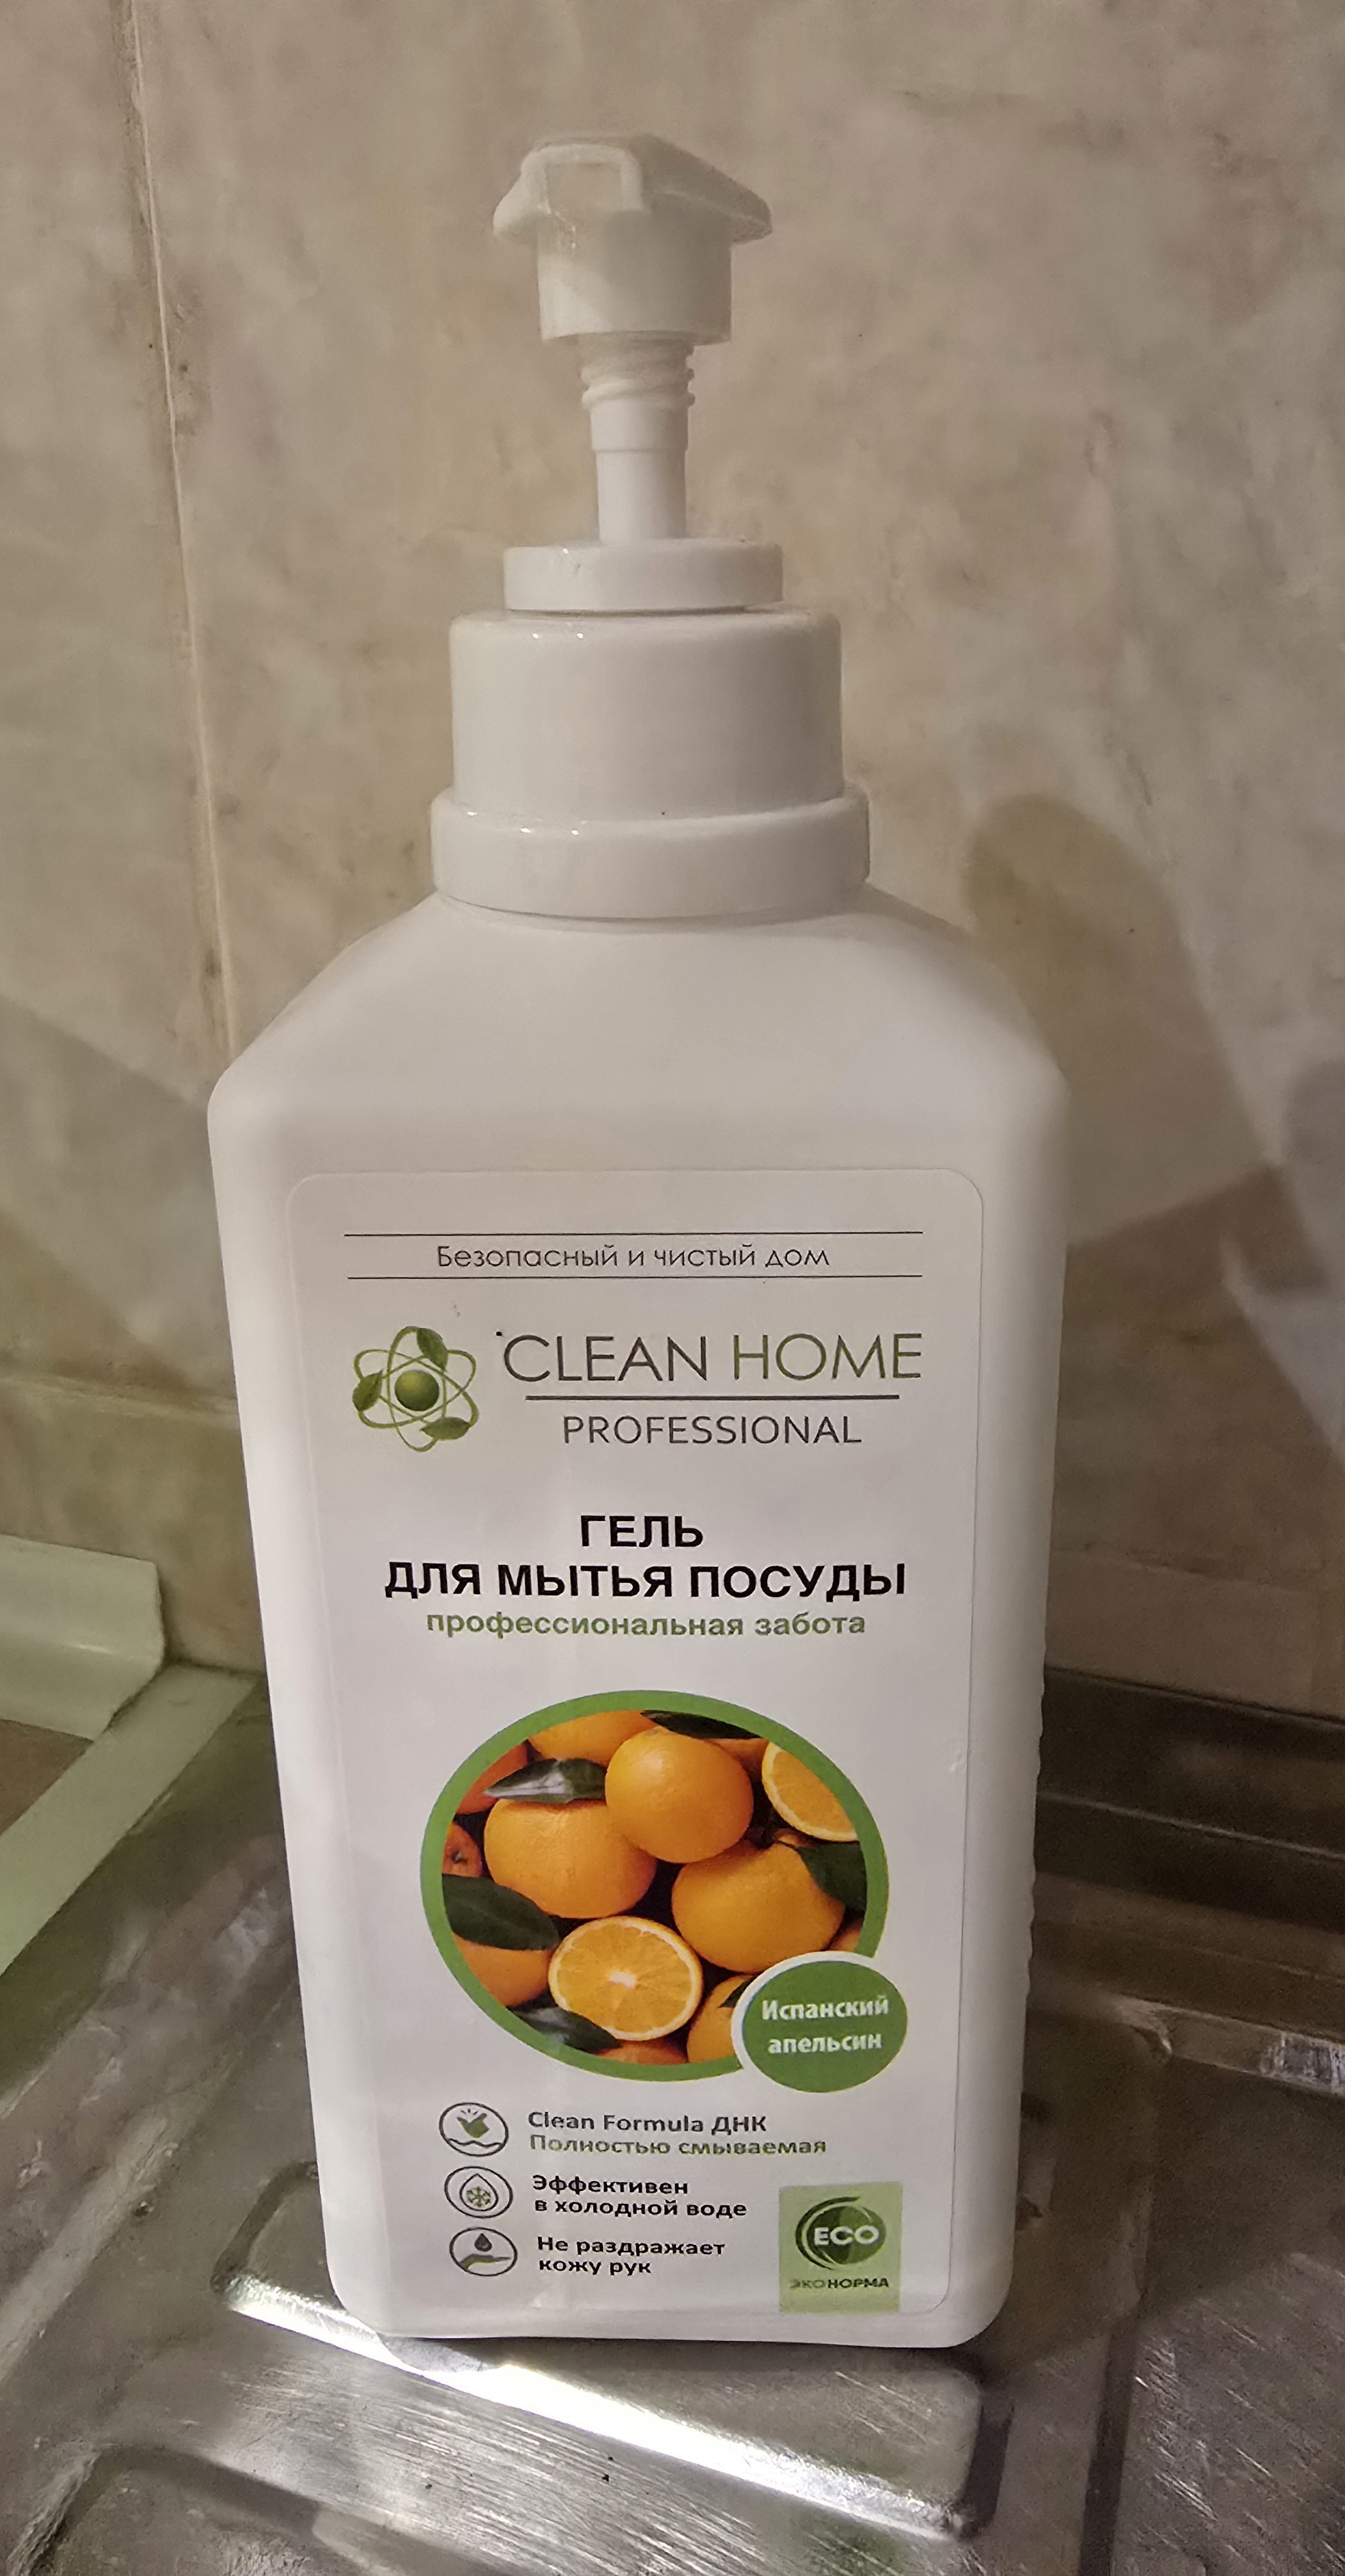 Безопасный и чистый дом
CLEAN HOME
PROFESSIONAL
ГЕЛЬ
ДЛЯ МЫТЬЯ ПОСУДЫ
профессиональная забота
Испанский
апельсин
Clean Formula ДНК
Полностью смываемая
Эффективен
в холодной воде
Не раздражает
кожу рук
ECO
ЭКОНОРМА